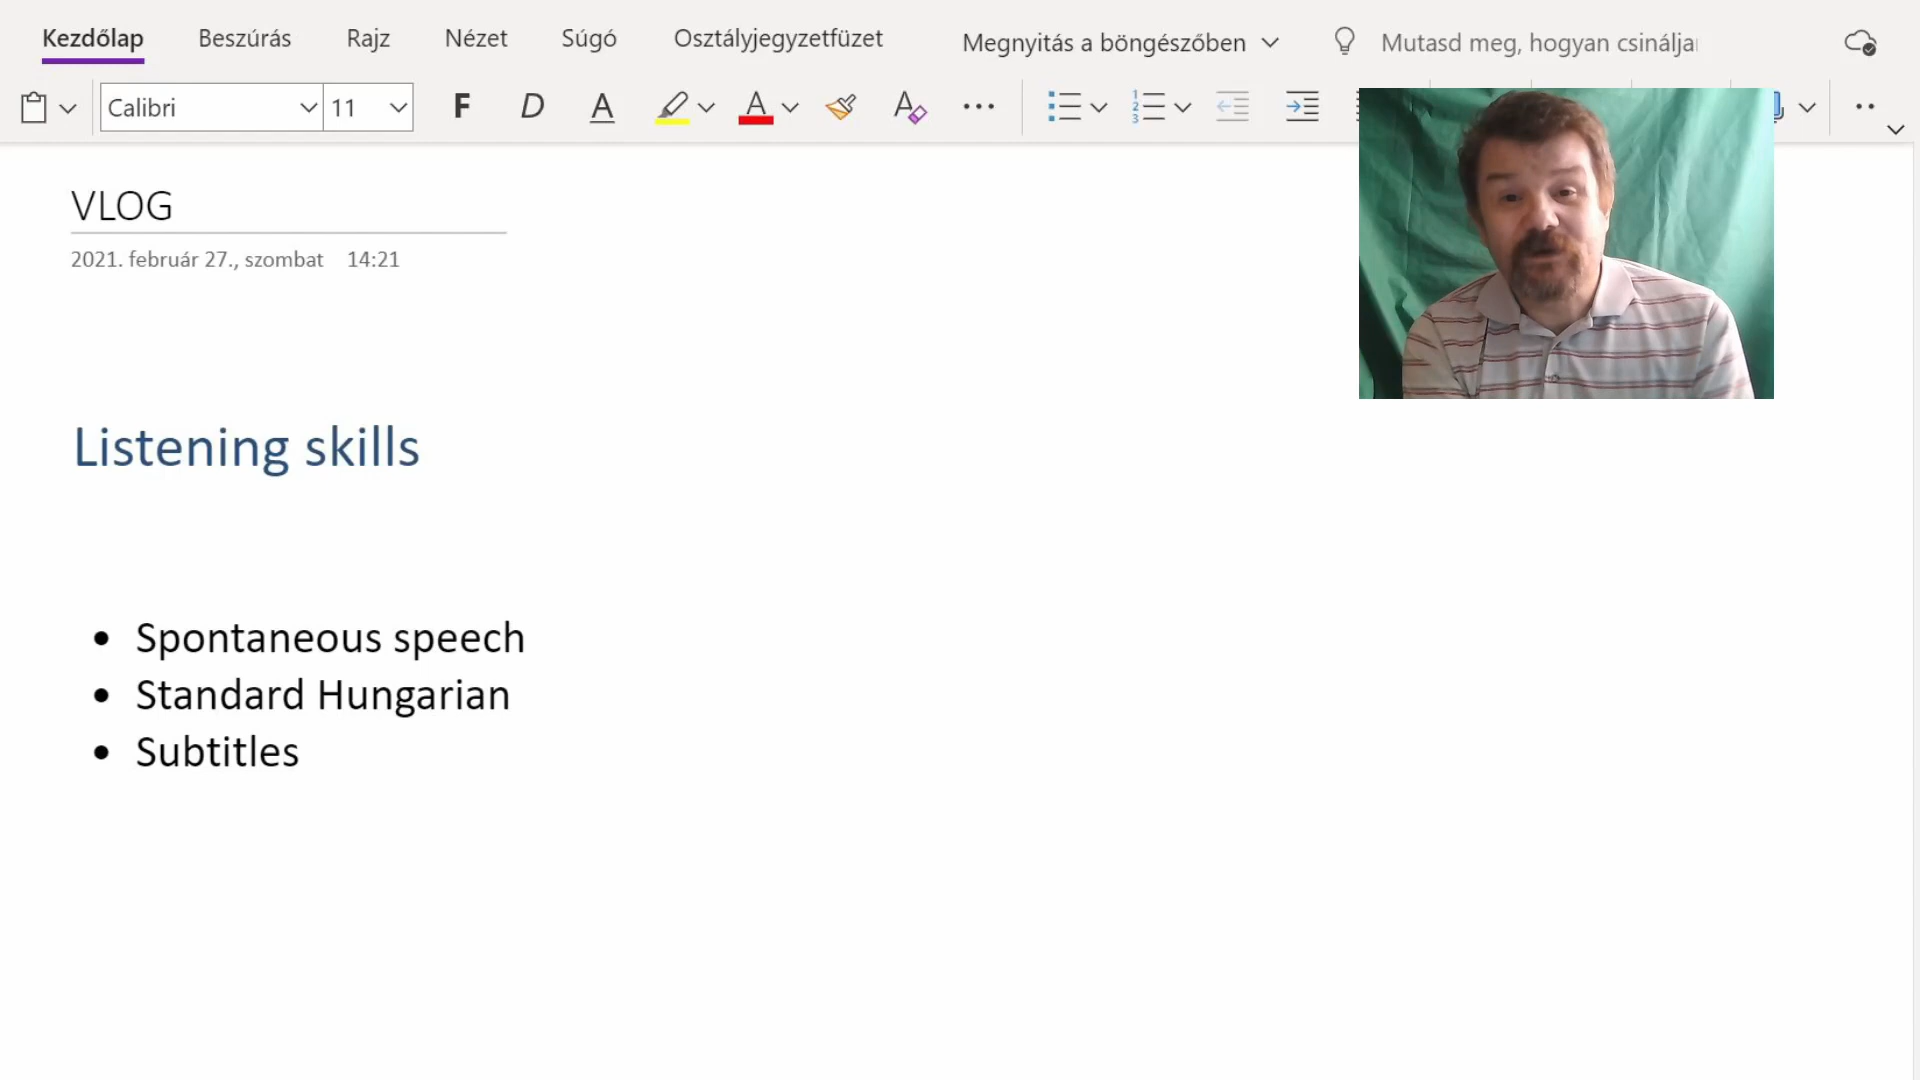 Kezdőlap Beszúrás Rajz Nézet Súgó Osztályjegyzetfüzet Megnyitás a böngészőben Mutasd meg, hogyan csinálja
Calibri 11 F D A A A
VLOG
2021. február 27., szombat 14:21
Listening skills
• Spontaneous speech
• Standard Hungarian
• Subtitles